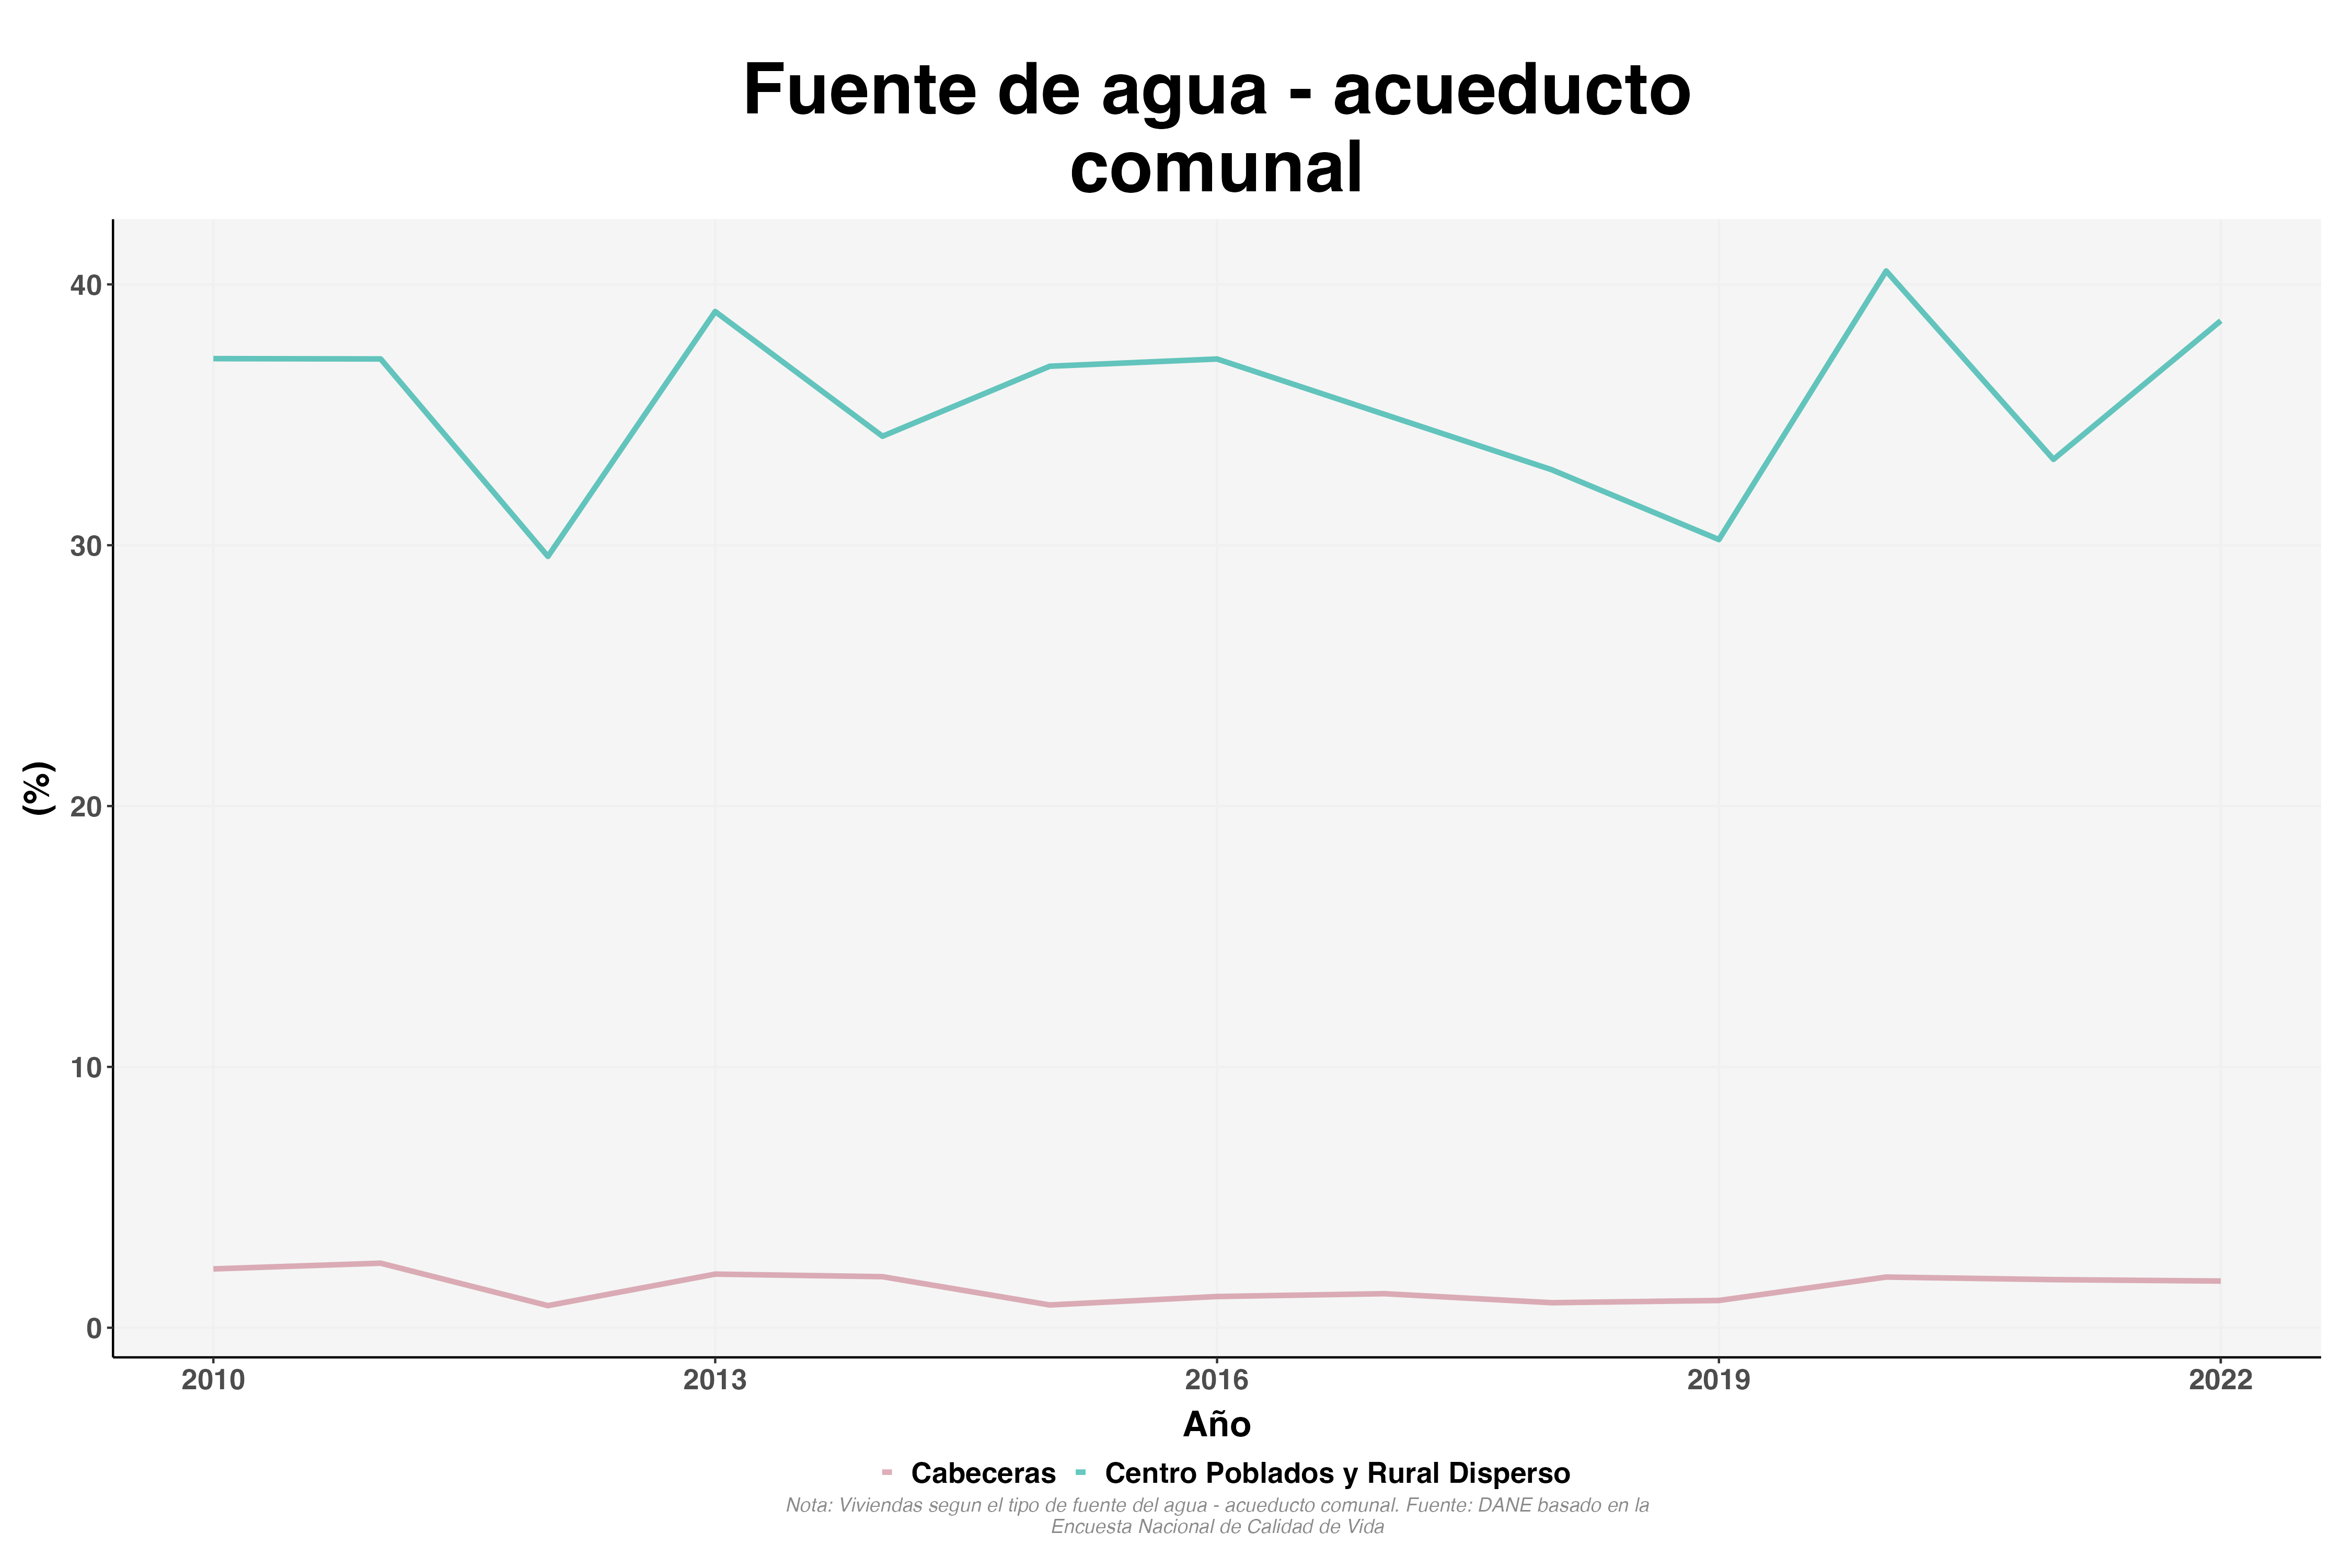 Fuente de agua - acueducto
comunal
(%)
40
30
20
10
0
2010 2013 2016 2019 2022
Año
Cabeceras Centro Poblados y Rural Disperso
Nota: Viviendas segun el tipo de fuente del agua - acueducto comunal. Fuente: DANE basado en la
Encuesta Nacional de Calidad de Vida